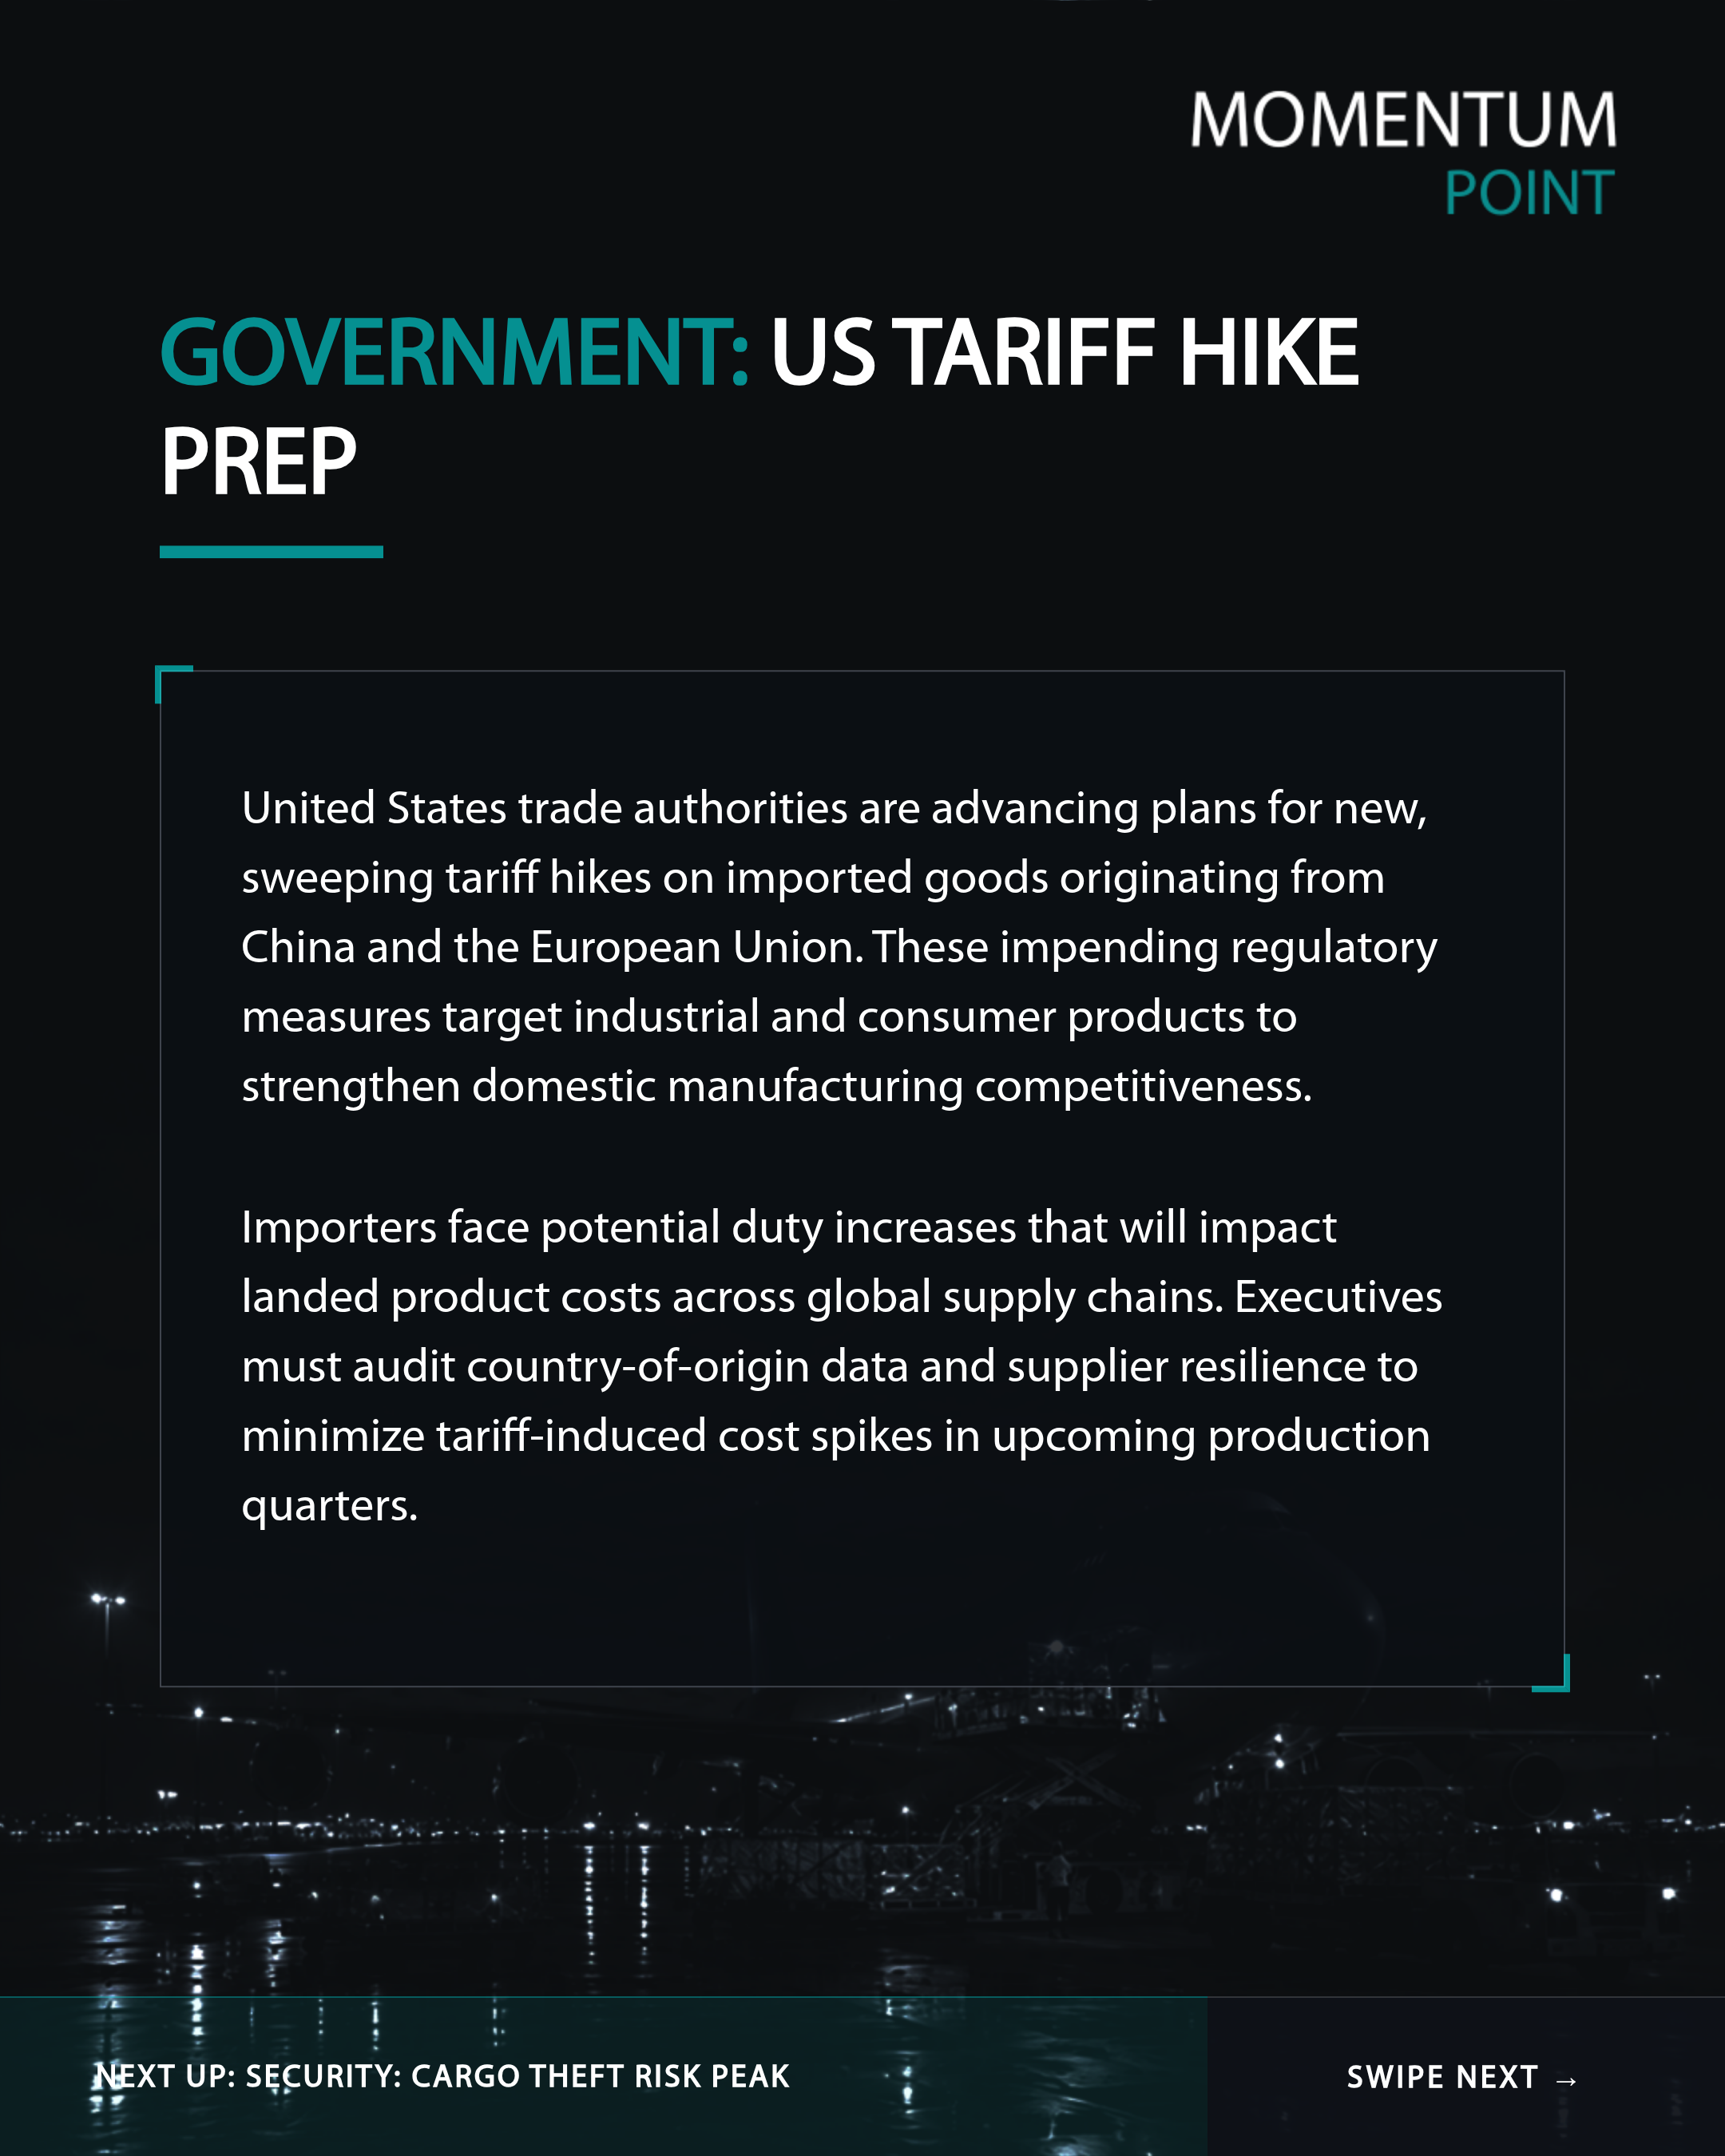 MOMENTUM
POINT
GOVERNMENT: US TARIFF HIKE
PREP
United States trade authorities are advancing plans for new,
sweeping tariff hikes on imported goods originating from
China and the European Union. These impending regulatory
measures target industrial and consumer products to
strengthen domestic manufacturing competitiveness.
Importers face potential duty increases that will impact
landed product costs across global supply chains. Executives
must audit country-of-origin data and supplier resilience to
minimize tariff-induced cost spikes in upcoming production
quarters.
NEXT UP: SECURITY: CARGO THEFT RISK PEAK
SWIPE NEXT →